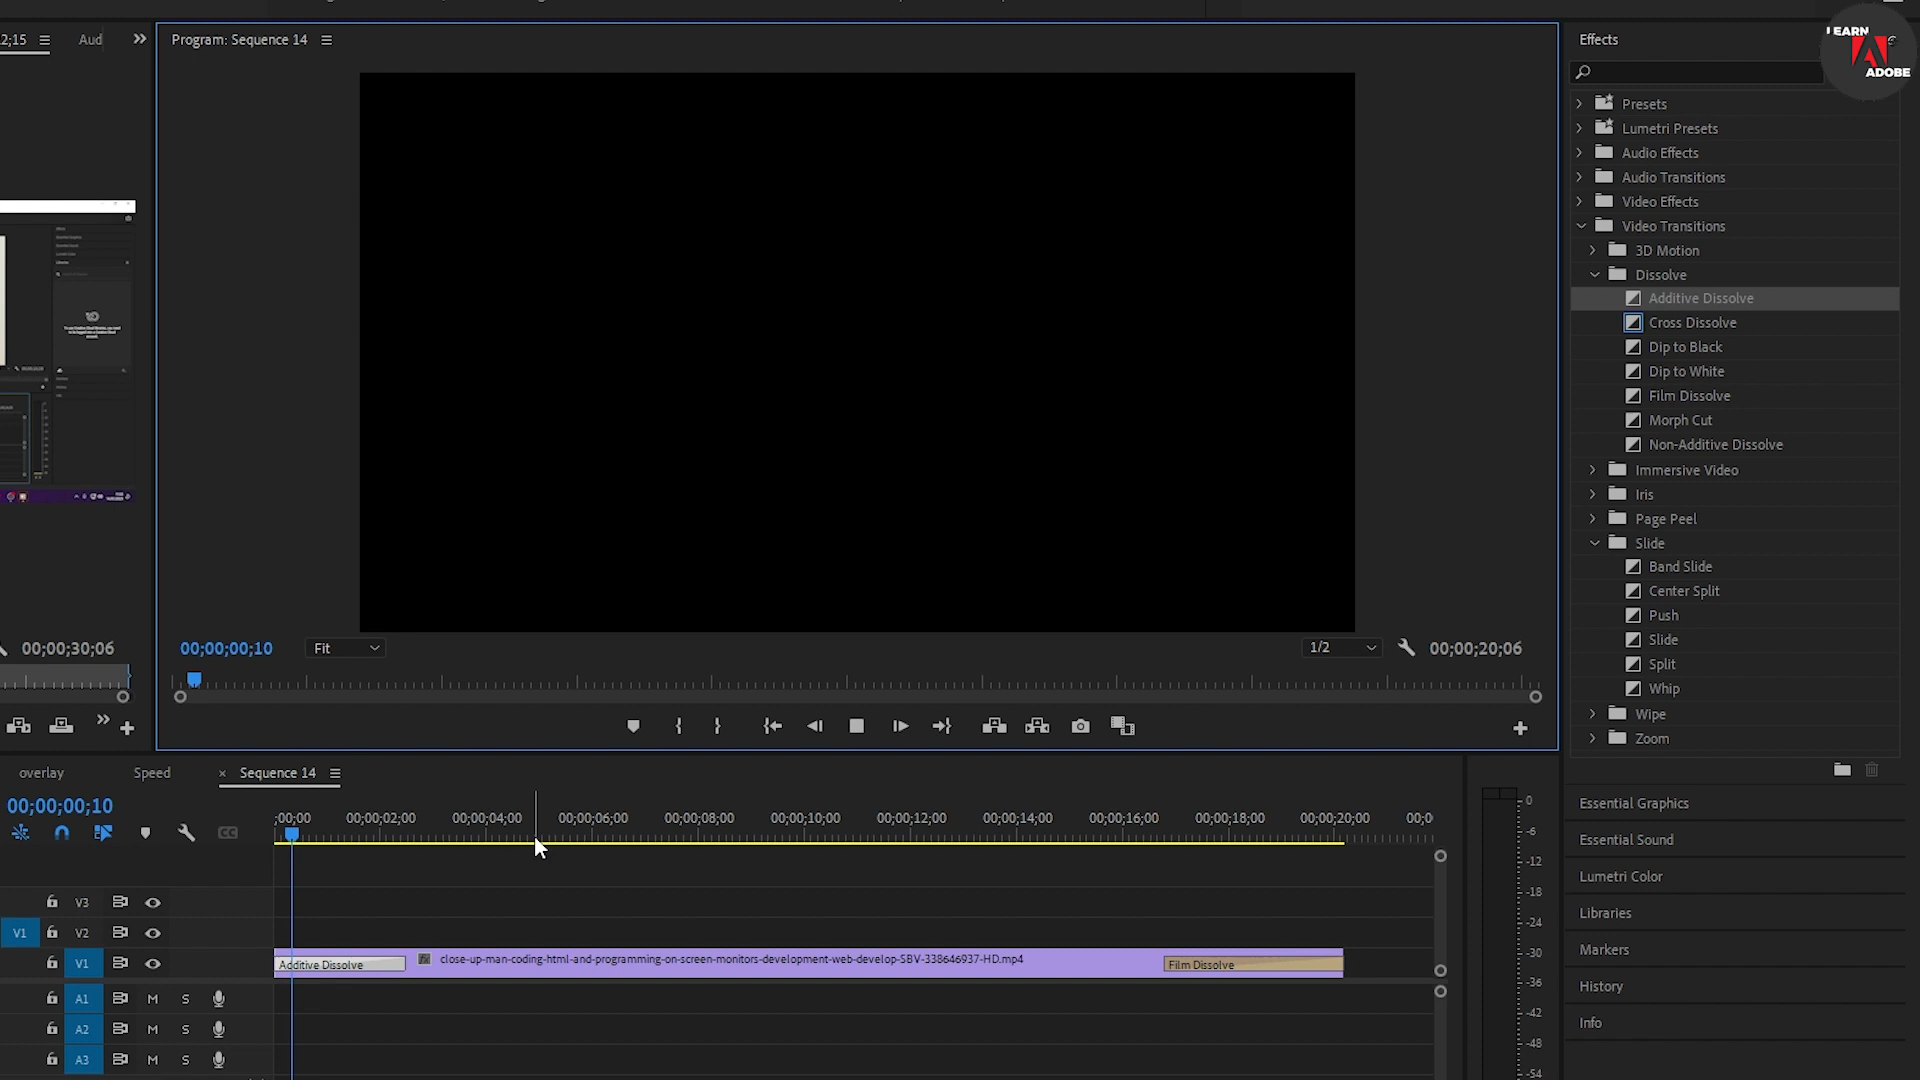 2;15
Aud
Program: Sequence 14
Effects
LEARN
ADOBE
Presets
Lumetri Presets
Audio Effects
Audio Transitions
Video Effects
Video Transitions
3D Motion
Dissolve
Additive Dissolve
Cross Dissolve
Dip to Black
Dip to White
Film Dissolve
Morph Cut
Non-Additive Dissolve
Immersive Video
Iris
Page Peel
Slide
Band Slide
Center Split
Push
Slide
Split
Whip
Wipe
Zoom
00;00;30;06
00;00;00;10
Fit
1/2
00;00;20;06
overlay
Speed
× Sequence 14
00;00;00;10
;00;00
00;00;02;00
00;00;04;00
00;00;06;00
00;00;08;00
00;00;10;00
00;00;12;00
00;00;14;00
00;00;16;00
00;00;18;00
00;00;20;00
00;0
V3
V1 V2
V1
Additive Dissolve
fx close-up-man-coding-html-and-programming-on-screen-monitors-development-web-develop-SBV-338646937-HD.mp4
Film Dissolve
A1 M S
A2 M S
A3 M S
0
-6
-12
-18
-24
-30
-36
-42
-48
-54
Essential Graphics
Essential Sound
Lumetri Color
Libraries
Markers
History
Info